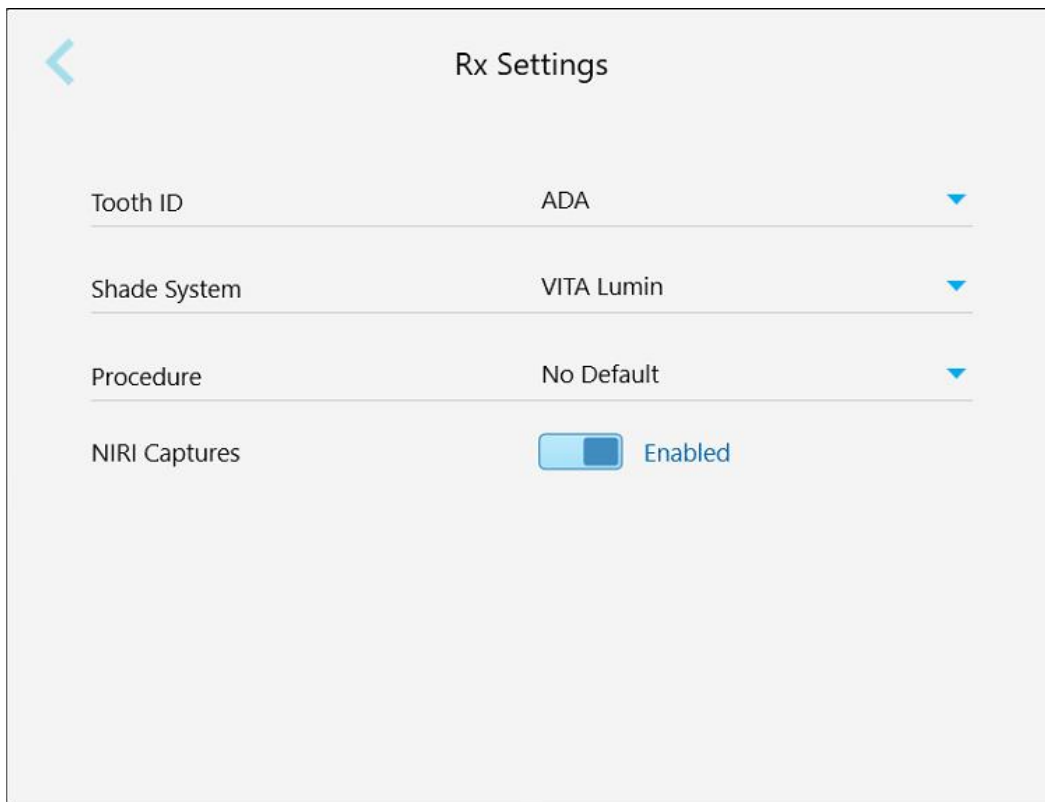 Rx Settings
Tooth ID ADA
Shade System VITA Lumin
Procedure No Default
NIRI Captures Enabled